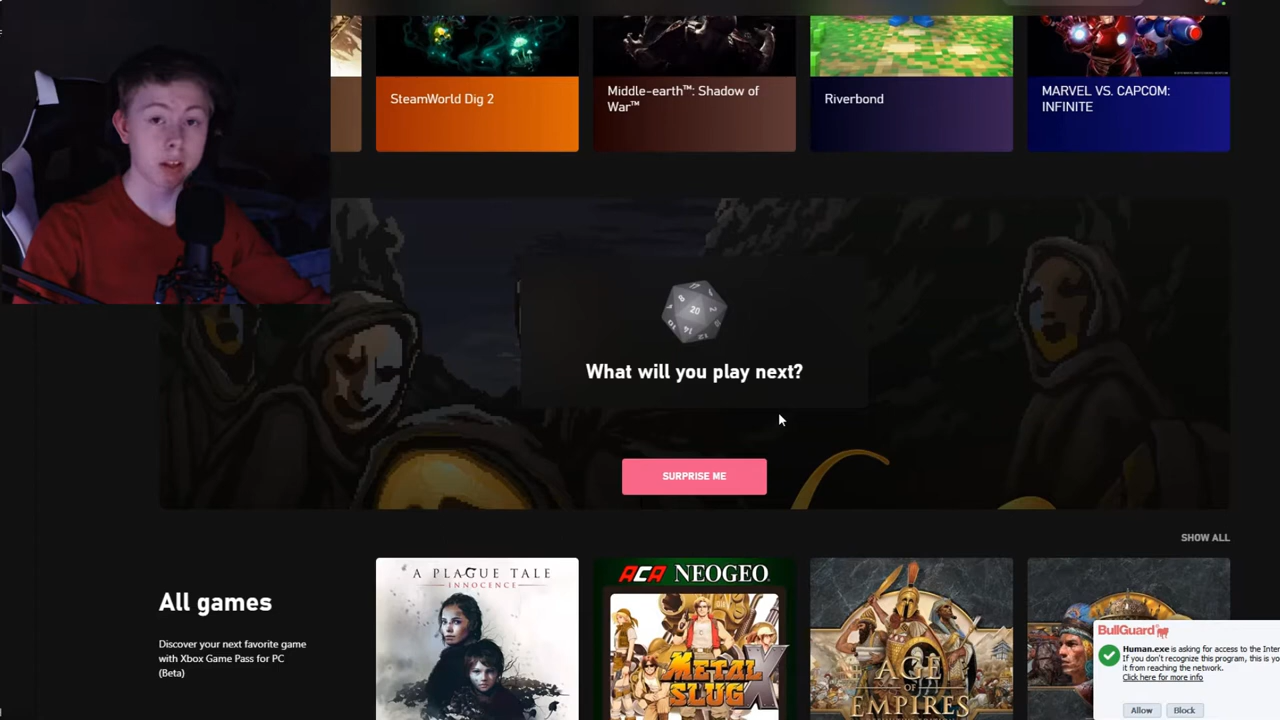 SteamWorld Dig 2
Middle-earth™: Shadow of
War™
Riverbond
MARVEL VS. CAPCOM:
INFINITE
20
What will you play next?
SURPRISE ME
SHOW ALL
All games
Discover your next favorite game
with Xbox Game Pass for PC
(Beta)
A PLAGUE TALE
INNOCENCE
ACA NEOGEO
METAL
SLUG X
AGE
OF
EMPIRES
BullGuard
Human.exe is asking for access to the Inter
If you don't recognize this program, this is yo
it from reaching the network.
Click here for more info
Allow
Block